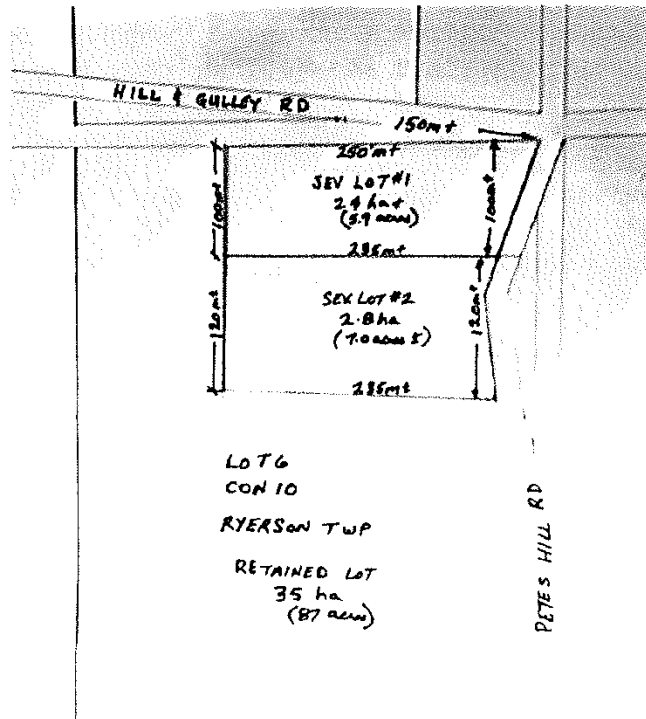 HILL & GULLEY RD
150m±
250m±
SEV LOT #1
2.4 ha±
(5.9 acres)
100m±
100m±
235m±
SEV LOT #2
2.8 ha
(7.0 acres)
120m±
120m±
235m±
LOT 6
CON 10
RYERSON TWP
RETAINED LOT
35 ha
(87 acres)
PETES HILL RD